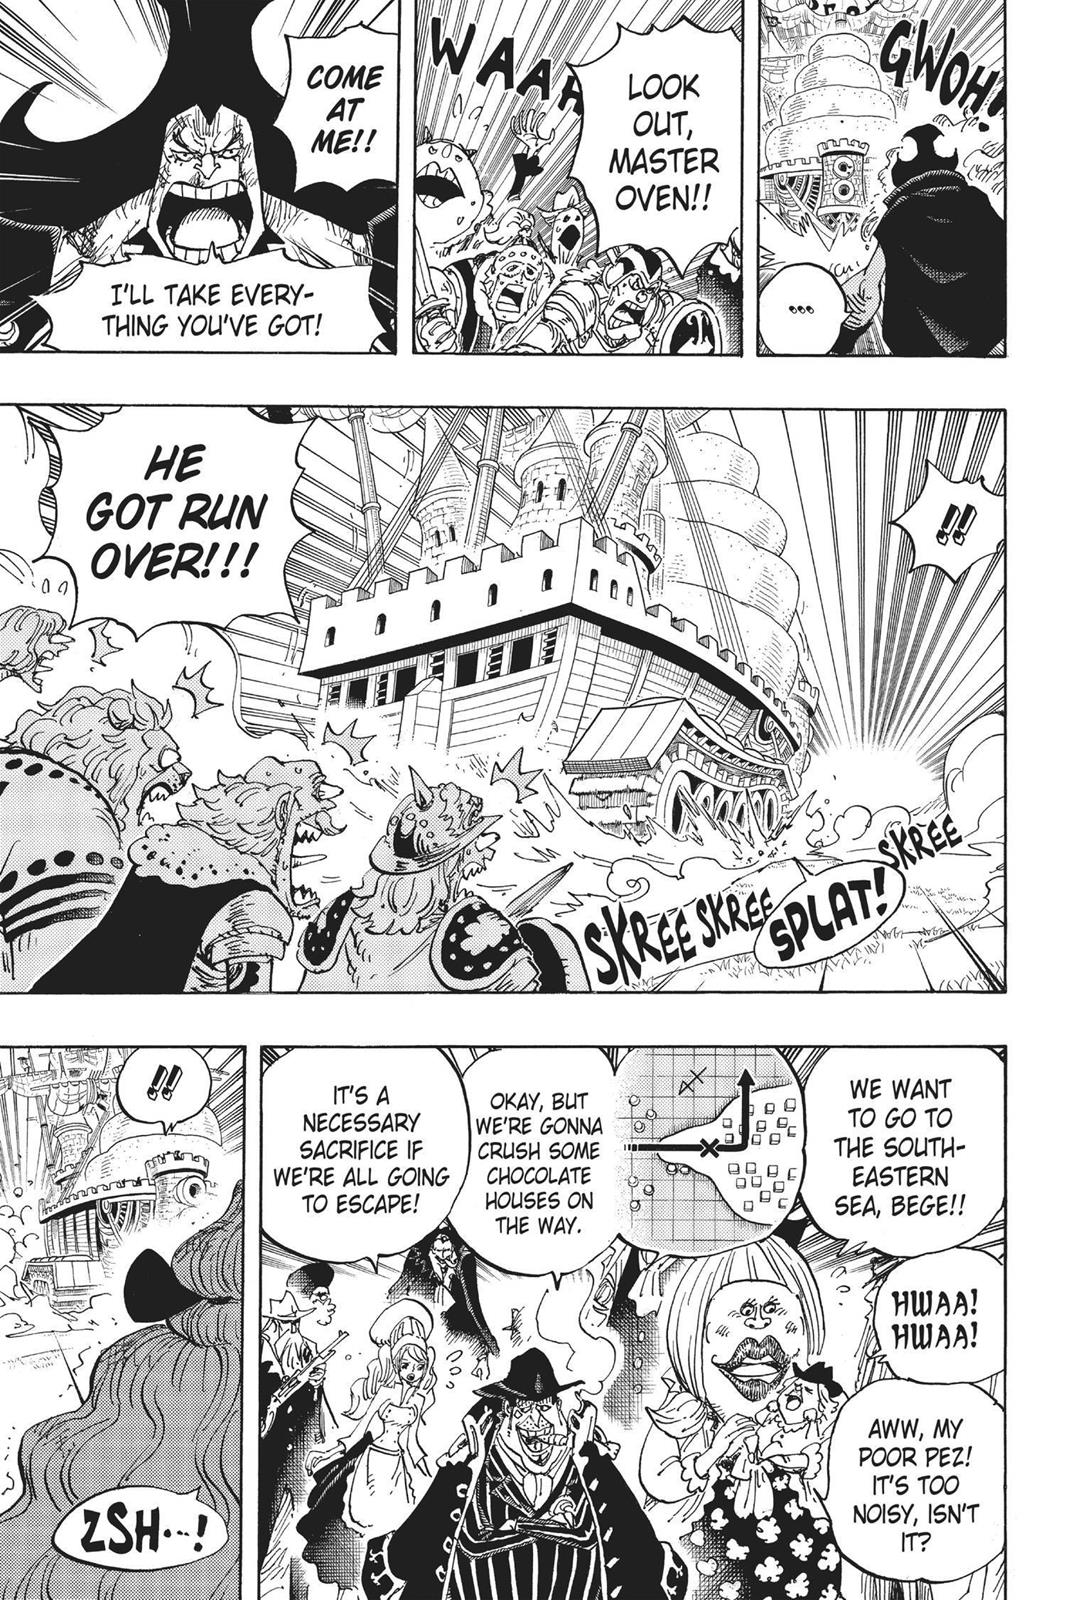 GWOH!
...
LOOK
OUT,
MASTER
OVEN!!
WAAH
COME
AT
ME!!
I'LL TAKE EVERY-
THING YOU'VE GOT!
!!
HE
GOT RUN
OVER!!!
SKREE
SPLAT!
SKREE SKREE
WE WANT
TO GO TO
THE SOUTH-
EASTERN
SEA, BEGE!!
HWAA!
HWAA!
AWW, MY
POOR PEZ!
IT'S TOO
NOISY, ISN'T
IT?
OKAY, BUT
WE'RE GONNA
CRUSH SOME
CHOCOLATE
HOUSES ON
THE WAY.
IT'S A
NECESSARY
SACRIFICE IF
WE'RE ALL GOING
TO ESCAPE!
!!
ZSH...!